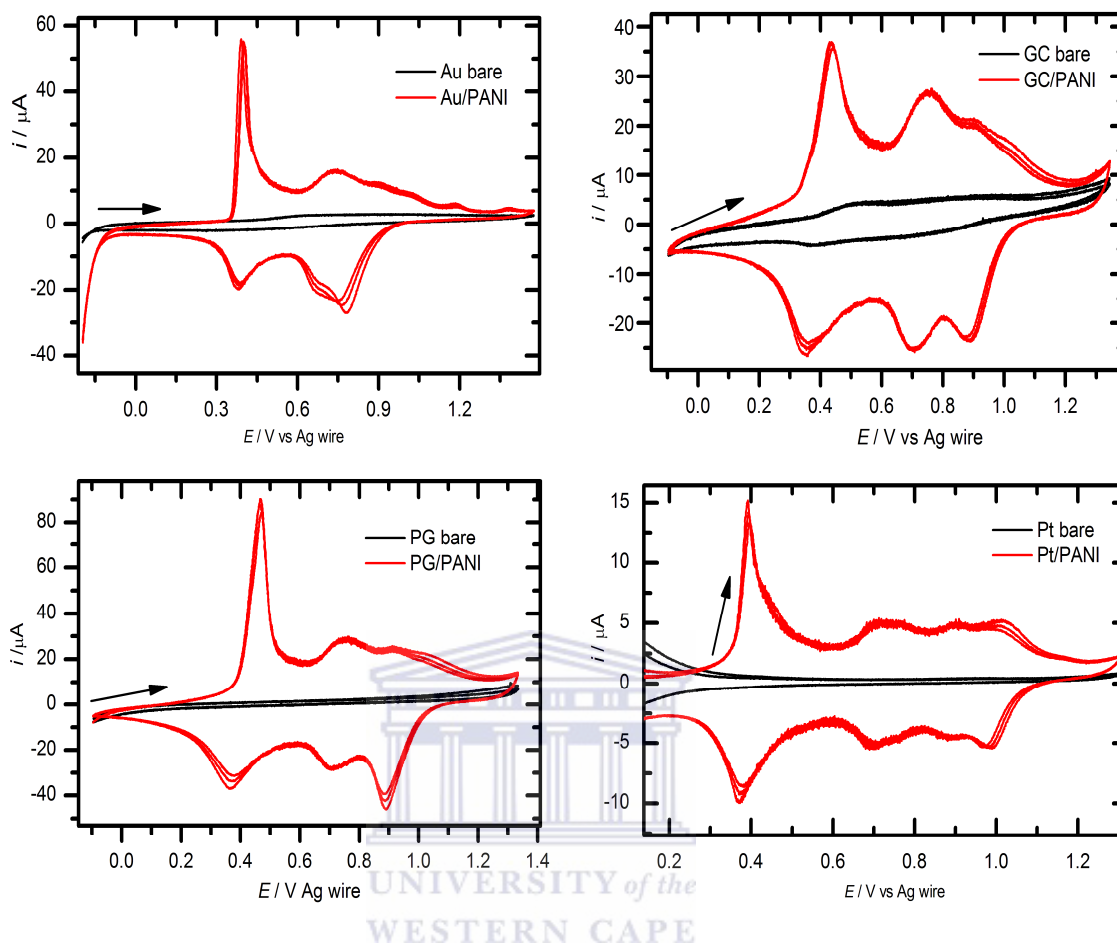 60
40
20
0
-20
-40
i / μA
Au bare
Au/PANI
0.0 0.3 0.6 0.9 1.2
E / V vs Ag wire
40
35
30
25
20
15
10
5
0
-5
-10
-20
i / μA
GC bare
GC/PANI
0.0 0.2 0.4 0.6 0.8 1.0 1.2
E / V vs Ag wire
80
60
40
20
0
-20
-40
i / μA
PG bare
PG/PANI
0.0 0.2 0.4 0.6 0.8 1.0 1.2 1.4
E / V Ag wire
15
10
5
0
-5
-10
i / μA
Pt bare
Pt/PANI
0.2 0.4 0.6 0.8 1.0
E / V vs Ag wire
UNIVERSITY of the
WESTERN CAPE